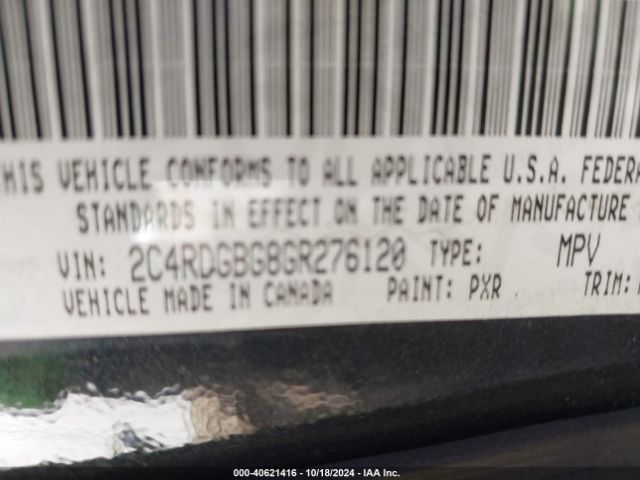 THIS VEHICLE CONFORMS TO ALL APPLICABLE U.S.A. FEDERA
STANDARDS IN EFFECT ON THE DATE OF MANUFACTURE
VIN: 2C4RDGBG8GR276120 TYPE: MPV
VEHICLE MADE IN CANADA PAINT: PXR TRIM:
000-40621416 - 10/18/2024 - IAA Inc.